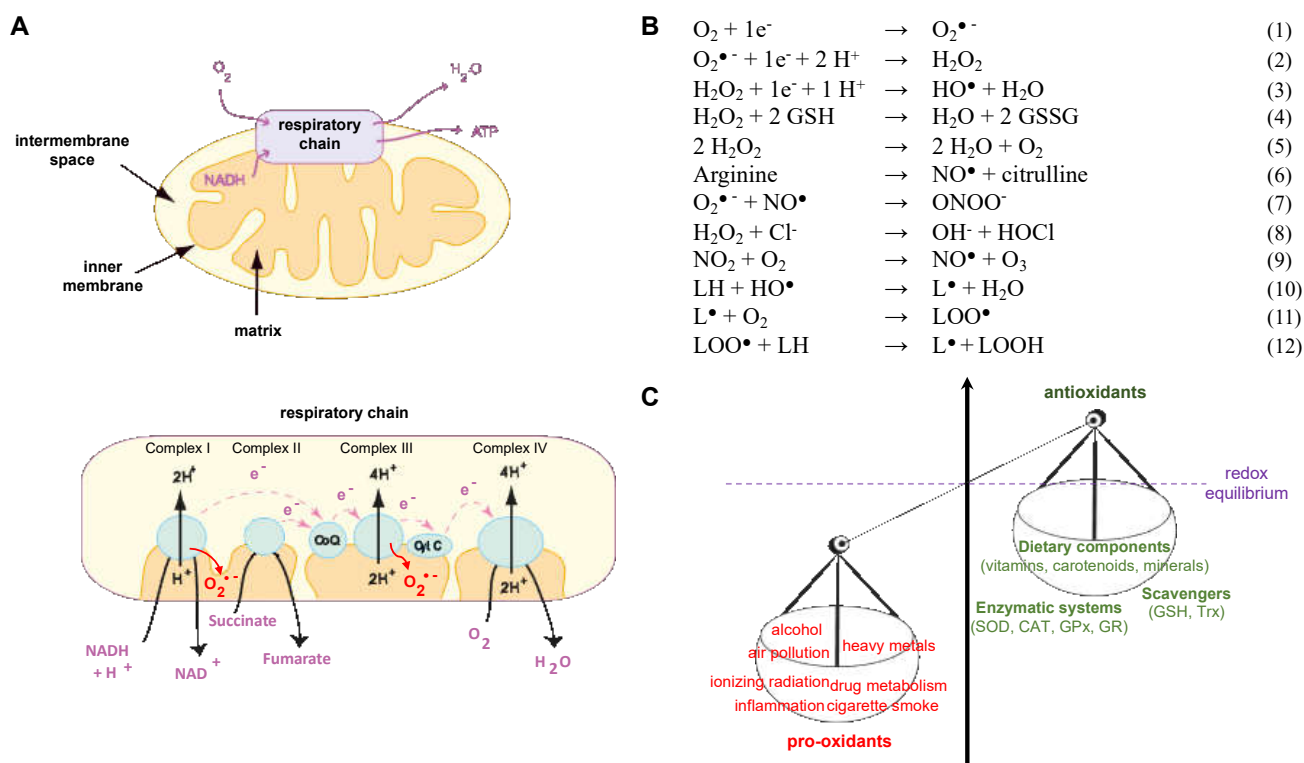 A
O2
H2O
respiratory
chain
ATP
NADH
intermembrane
space
inner
membrane
matrix
respiratory chain
Complex I Complex II Complex III Complex IV
2H+ 4H+ 4H+
e- e- e- e- e-
CoQ Cyt C
H+ O2•- 2H+ O2•- 2H+
NADH
+ H+
NAD+
Succinate
Fumarate
O2
H2O
B
O2 + 1e- → O2•- (1)
O2•- + 1e- + 2 H+ → H2O2 (2)
H2O2 + 1e- + 1 H+ → HO• + H2O (3)
H2O2 + 2 GSH → H2O + 2 GSSG (4)
2 H2O2 → 2 H2O + O2 (5)
Arginine → NO• + citrulline (6)
O2•- + NO• → ONOO- (7)
H2O2 + Cl- → OH- + HOCl (8)
NO2 + O2 → NO• + O3 (9)
LH + HO• → L• + H2O (10)
L• + O2 → LOO• (11)
LOO• + LH → L• + LOOH (12)
C
antioxidants
redox
equilibrium
Dietary components
(vitamins, carotenoids, minerals)
Scavengers
(GSH, Trx)
Enzymatic systems
(SOD, CAT, GPx, GR)
alcohol
air pollution
heavy metals
ionizing radiation
drug metabolism
inflammation
cigarette smoke
pro-oxidants